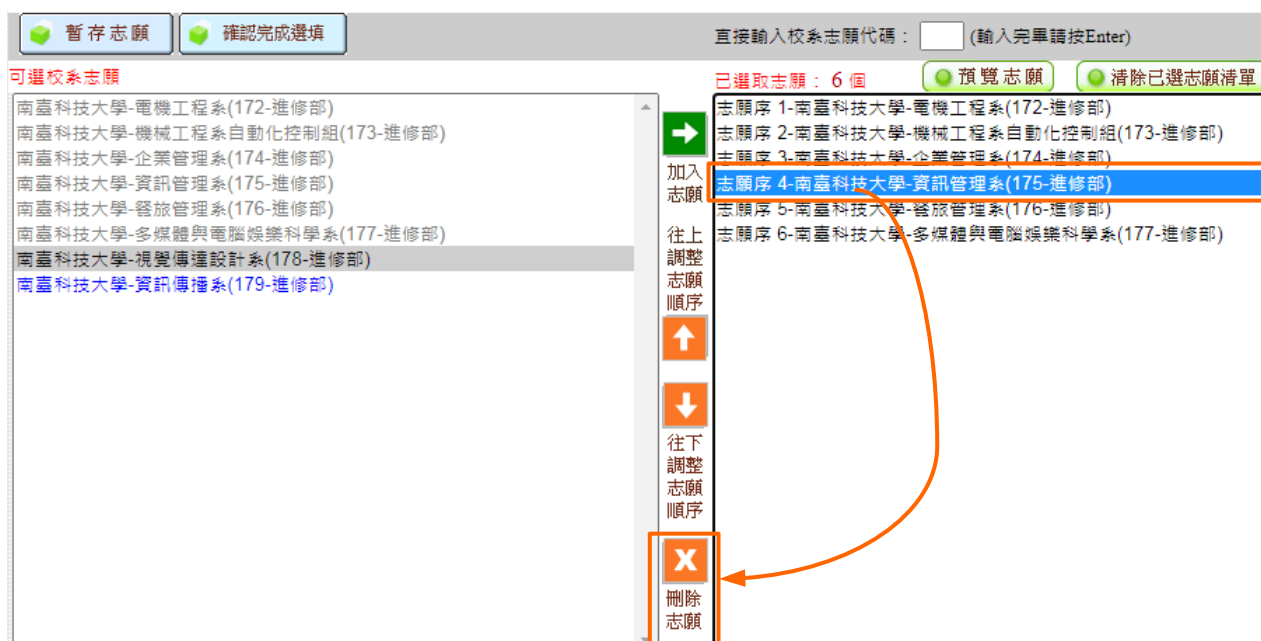 暫存志願
確認完成選填
直接輸入校系志願代碼： (輸入完畢請按Enter)
可選校系志願
已選取志願： 6 個
預覽志願
清除已選志願清單
南臺科技大學-電機工程系(172-進修部)
南臺科技大學-機械工程系自動化控制組(173-進修部)
南臺科技大學-企業管理系(174-進修部)
南臺科技大學-資訊管理系(175-進修部)
南臺科技大學-餐旅管理系(176-進修部)
南臺科技大學-多媒體與電腦娛樂科學系(177-進修部)
南臺科技大學-視覺傳達設計系(178-進修部)
南臺科技大學-資訊傳播系(179-進修部)
加入
志願
往上
調整
志願
順序
往下
調整
志願
順序
X
刪除
志願
志願序 1-南臺科技大學-電機工程系(172-進修部)
志願序 2-南臺科技大學-機械工程系自動化控制組(173-進修部)
志願序 3-南臺科技大學-企業管理系(174-進修部)
志願序 4-南臺科技大學-資訊管理系(175-進修部)
志願序 5-南臺科技大學-餐旅管理系(176-進修部)
志願序 6-南臺科技大學-多媒體與電腦娛樂科學系(177-進修部)